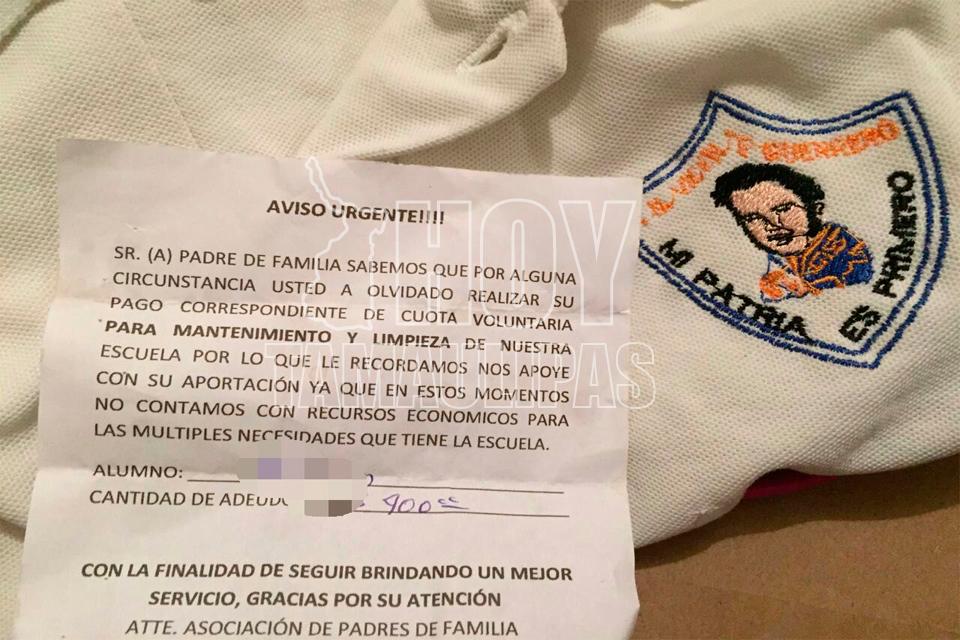 AVISO URGENTE!!!!
SR. (A) PADRE DE FAMILIA SABEMOS QUE POR ALGUNA
CIRCUNSTANCIA USTED A OLVIDADO REALIZAR SU
PAGO CORRESPONDIENTE DE CUOTA VOLUNTARIA
PARA MANTENIMIENTO Y LIMPIEZA DE NUESTRA
ESCUELA POR LO QUE LE RECORDAMOS NOS APOYE
CON SU APORTACIÓN YA QUE EN ESTOS MOMENTOS
NO CONTAMOS CON RECURSOS ECONOMICOS PARA
LAS MULTIPLES NECESIDADES QUE TIENE LA ESCUELA.
ALUMNO:
CANTIDAD DE ADEUDO
CON LA FINALIDAD DE SEGUIR BRINDANDO UN MEJOR
SERVICIO, GRACIAS POR SU ATENCIÓN
ATTE. ASOCIACIÓN DE PADRES DE FAMILIA
HOY
TAMAULIPAS
GUERRERO
MI PATRIA ES PRIMERO